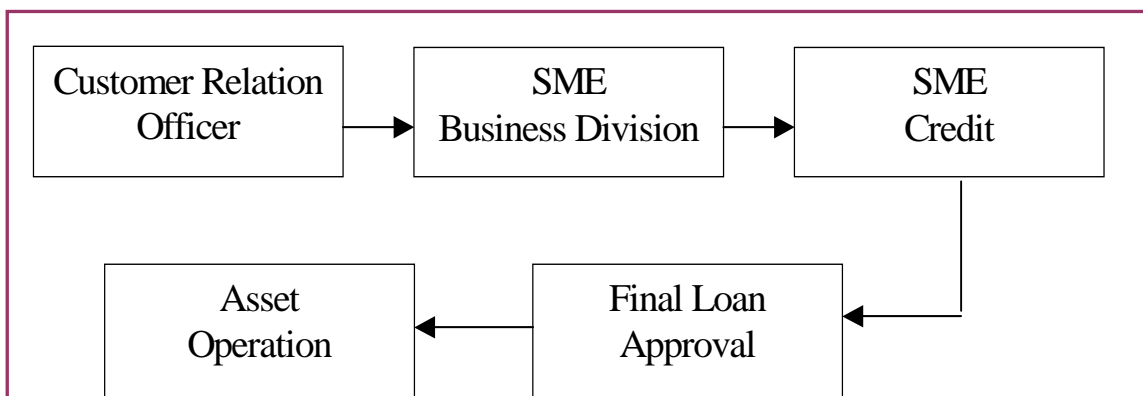 Customer Relation
Officer
SME
Business Division
SME
Credit
Asset
Operation
Final Loan
Approval